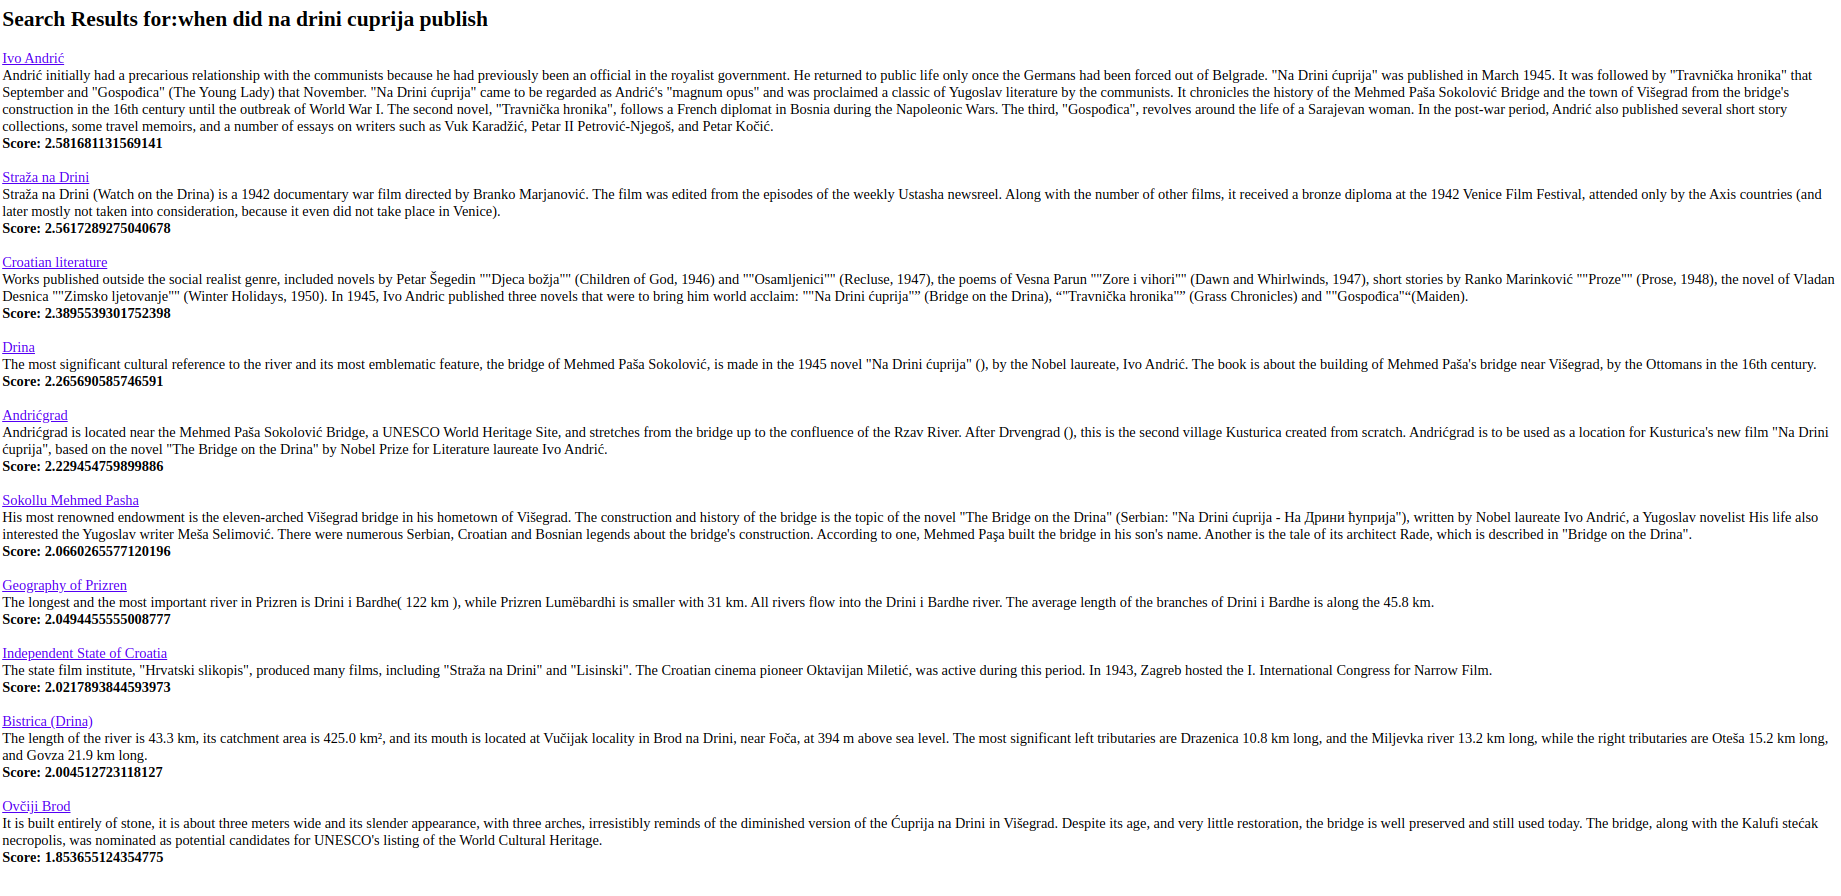 Search Results for:when did na drini cuprija publish
Ivo Andrić
Andrić initially had a precarious relationship with the communists because he had previously been an official in the royalist government. He returned to public life only once the Germans had been forced out of Belgrade. "Na Drini ćuprija" was published in March 1945. It was followed by "Travnička hronika" that
September and "Gospođica" (The Young Lady) that November. "Na Drini ćuprija" came to be regarded as Andrić's "magnum opus" and was proclaimed a classic of Yugoslav literature by the communists. It chronicles the history of the Mehmed Paša Sokolović Bridge and the town of Višegrad from the bridge's
construction in the 16th century until the outbreak of World War I. The second novel, "Travnička hronika", follows a French diplomat in Bosnia during the Napoleonic Wars. The third, "Gospođica", revolves around the life of a Sarajevan woman. In the post-war period, Andrić also published several short story
collections, some travel memoirs, and a number of essays on writers such as Vuk Karadžić, Petar II Petrović-Njegoš, and Petar Kočić.
Score: 2.581681131569141
Straža na Drini
Straža na Drini (Watch on the Drina) is a 1942 documentary war film directed by Branko Marjanović. The film was edited from the episodes of the weekly Ustasha newsreel. Along with the number of other films, it received a bronze diploma at the 1942 Venice Film Festival, attended only by the Axis countries (and
later mostly not taken into consideration, because it even did not take place in Venice).
Score: 2.5617289275040678
Croatian literature
Works published outside the social realist genre, included novels by Petar Šegedin ""Djeca božja"" (Children of God, 1946) and ""Osamljenici"" (Recluse, 1947), the poems of Vesna Parun ""Zore i vihori"" (Dawn and Whirlwinds, 1947), short stories by Ranko Marinković ""Proze"" (Prose, 1948), the novel of Vladan
Desnica ""Zimsko ljetovanje"" (Winter Holidays, 1950). In 1945, Ivo Andric published three novels that were to bring him world acclaim: ""Na Drini ćuprija"” (Bridge on the Drina), “"Travnička hronika"” (Grass Chronicles) and ""Gospođica"“(Maiden).
Score: 2.3895539301752398
Drina
The most significant cultural reference to the river and its most emblematic feature, the bridge of Mehmed Paša Sokolović, is made in the 1945 novel "Na Drini ćuprija" (), by the Nobel laureate, Ivo Andrić. The book is about the building of Mehmed Paša's bridge near Višegrad, by the Ottomans in the 16th century.
Score: 2.265690585746591
Andrićgrad
Andrićgrad is located near the Mehmed Paša Sokolović Bridge, a UNESCO World Heritage Site, and stretches from the bridge up to the confluence of the Rzav River. After Drvengrad (), this is the second village Kusturica created from scratch. Andrićgrad is to be used as a location for Kusturica's new film "Na Drini
ćuprija", based on the novel "The Bridge on the Drina" by Nobel Prize for Literature laureate Ivo Andrić.
Score: 2.229454759899886
Sokollu Mehmed Pasha
His most renowned endowment is the eleven-arched Višegrad bridge in his hometown of Višegrad. The construction and history of the bridge is the topic of the novel "The Bridge on the Drina" (Serbian: "Na Drini ćuprija - На Дрини ћуприја"), written by Nobel laureate Ivo Andrić, a Yugoslav novelist His life also
interested the Yugoslav writer Meša Selimović. There were numerous Serbian, Croatian and Bosnian legends about the bridge's construction. According to one, Mehmed Paşa built the bridge in his son's name. Another is the tale of its architect Rade, which is described in "Bridge on the Drina".
Score: 2.0660265577120196
Geography of Prizren
The longest and the most important river in Prizren is Drini i Bardhe( 122 km ), while Prizren Lumëbardhi is smaller with 31 km. All rivers flow into the Drini i Bardhe river. The average length of the branches of Drini i Bardhe is along the 45.8 km.
Score: 2.0494455555008777
Independent State of Croatia
The state film institute, "Hrvatski slikopis", produced many films, including "Straža na Drini" and "Lisinski". The Croatian cinema pioneer Oktavijan Miletić, was active during this period. In 1943, Zagreb hosted the I. International Congress for Narrow Film.
Score: 2.0217893844593973
Bistrica (Drina)
The length of the river is 43.3 km, its catchment area is 425.0 km², and its mouth is located at Vučijak locality in Brod na Drini, near Foča, at 394 m above sea level. The most significant left tributaries are Drazenica 10.8 km long, and the Miljevka river 13.2 km long, while the right tributaries are Oteša 15.2 km long,
and Govza 21.9 km long.
Score: 2.004512723118127
Ovčiji Brod
It is built entirely of stone, it is about three meters wide and its slender appearance, with three arches, irresistibly reminds of the diminished version of the Ćuprija na Drini in Višegrad. Despite its age, and very little restoration, the bridge is well preserved and still used today. The bridge, along with the Kalufi stećak
necropolis, was nominated as potential candidates for UNESCO's listing of the World Cultural Heritage.
Score: 1.853655124354775